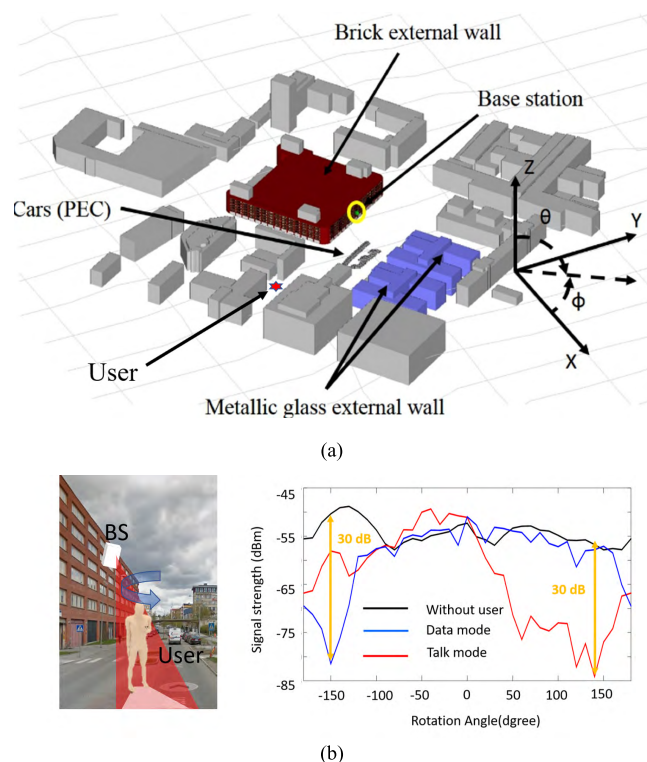 Brick external wall
Base station
Z
Cars (PEC)
θ
Y
ϕ
User
X
Metallic glass external wall
(a)
BS
User
Signal strength (dBm)
-45
-55
-65
-75
-85
30 dB
30 dB
Without user
Data mode
Talk mode
-150 -100 -50 0 50 100 150
Rotation Angle(dgree)
(b)